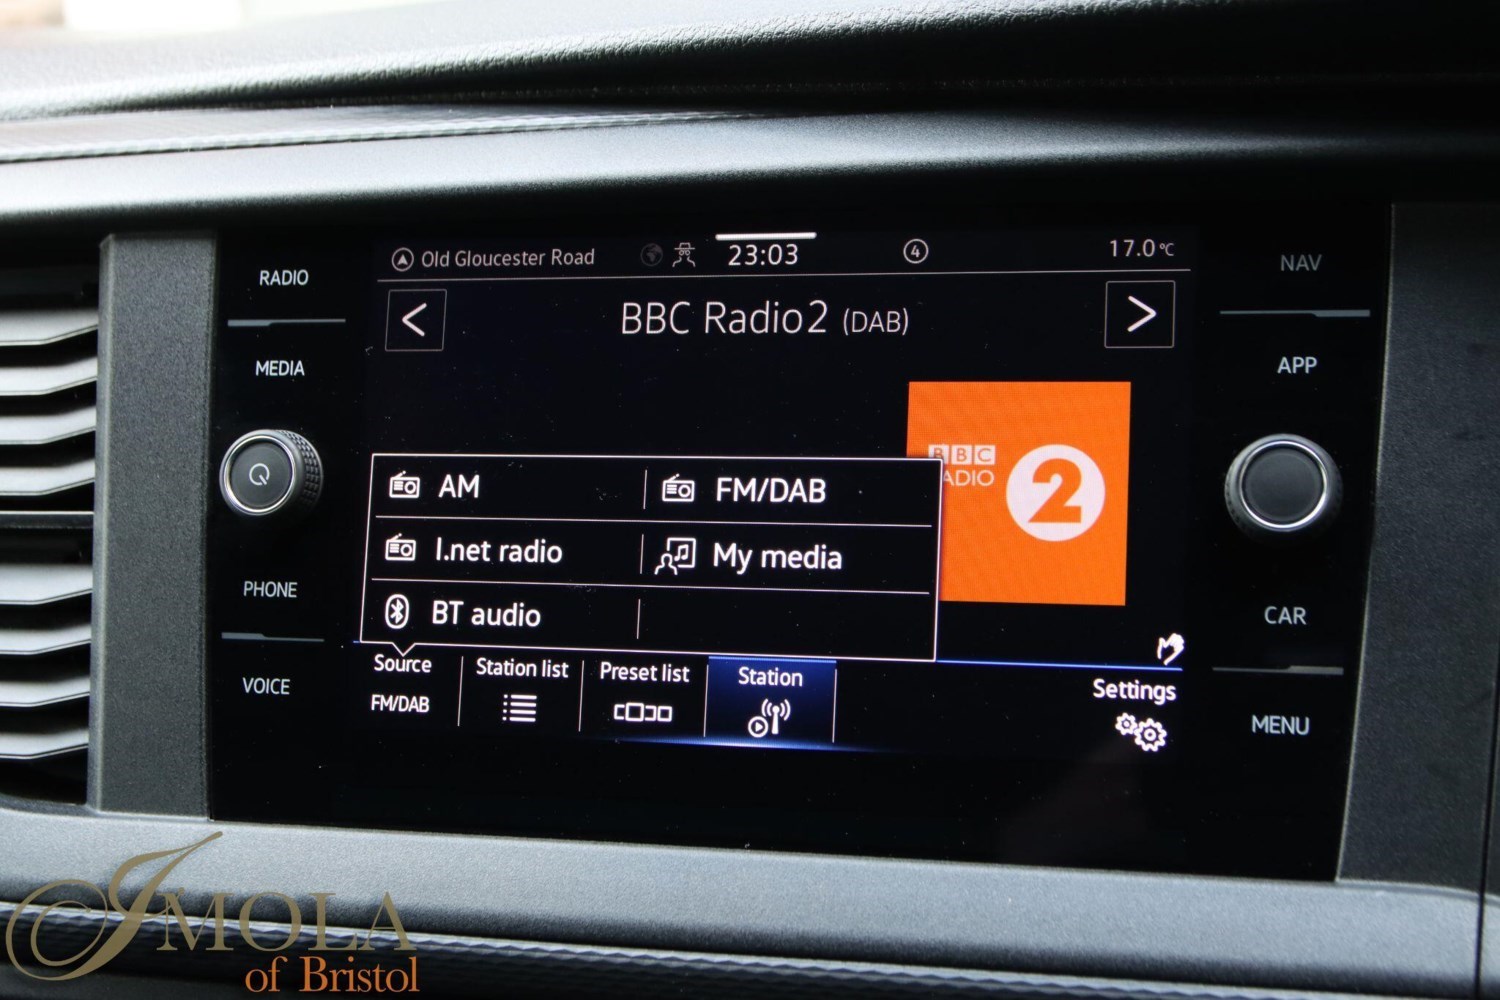 Old Gloucester Road
23:03
4
17.0°C
RADIO
NAV
BBC Radio2 (DAB)
MEDIA
APP
BBC
ADIO
2
AM
FM/DAB
I.net radio
My media
BT audio
PHONE
CAR
Source
FM/DAB
Station list
Preset list
Station
Settings
VOICE
MENU
IMOLA
of Bristol